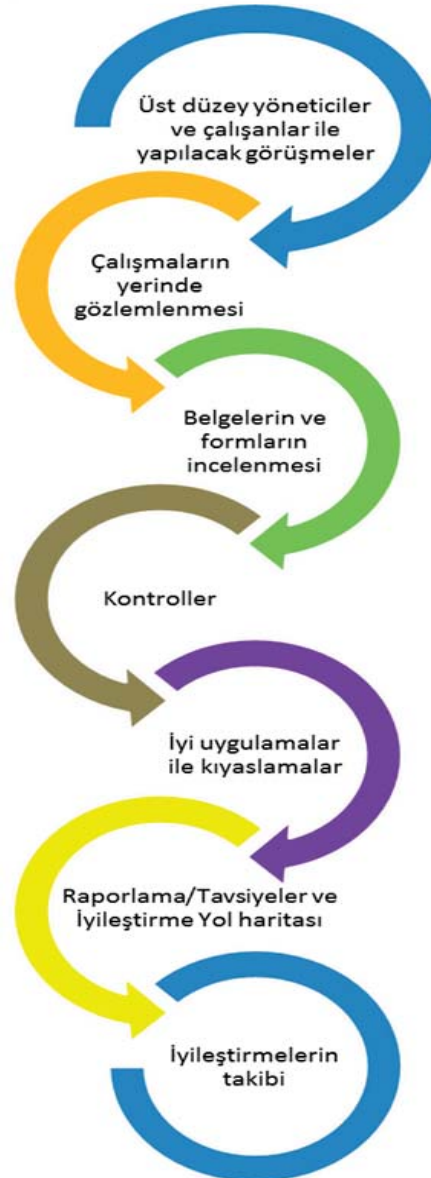 Üst düzey yöneticiler
ve çalışanlar ile
yapılacak görüşmeler
Çalışmaların
yerinde
gözlemlenmesi
Belgelerin ve
formların
incelenmesi
Kontroller
İyi uygulamalar
ile kıyaslamalar
Raporlama/Tavsiyeler ve
İyileştirme Yol haritası
İyileştirmelerin
takibi